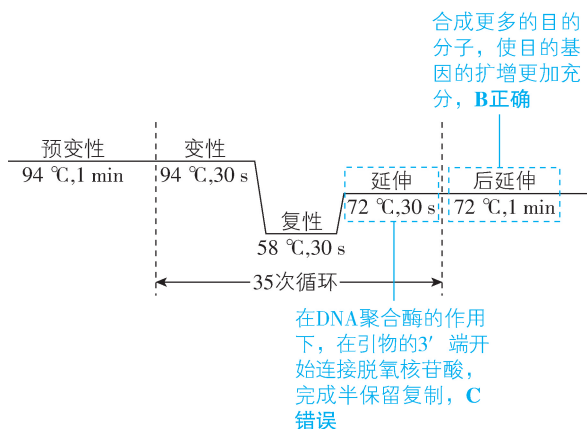 合成更多的目的
分子，使目的基
因的扩增更加充
分，B正确
预变性
94 ℃,1 min
变性
94 ℃,30 s
复性
58 ℃,30 s
延伸
72 ℃,30 s
后延伸
72 ℃,1 min
35次循环
在DNA聚合酶的作用
下，在引物的3′ 端开
始连接脱氧核苷酸，
完成半保留复制，C
错误